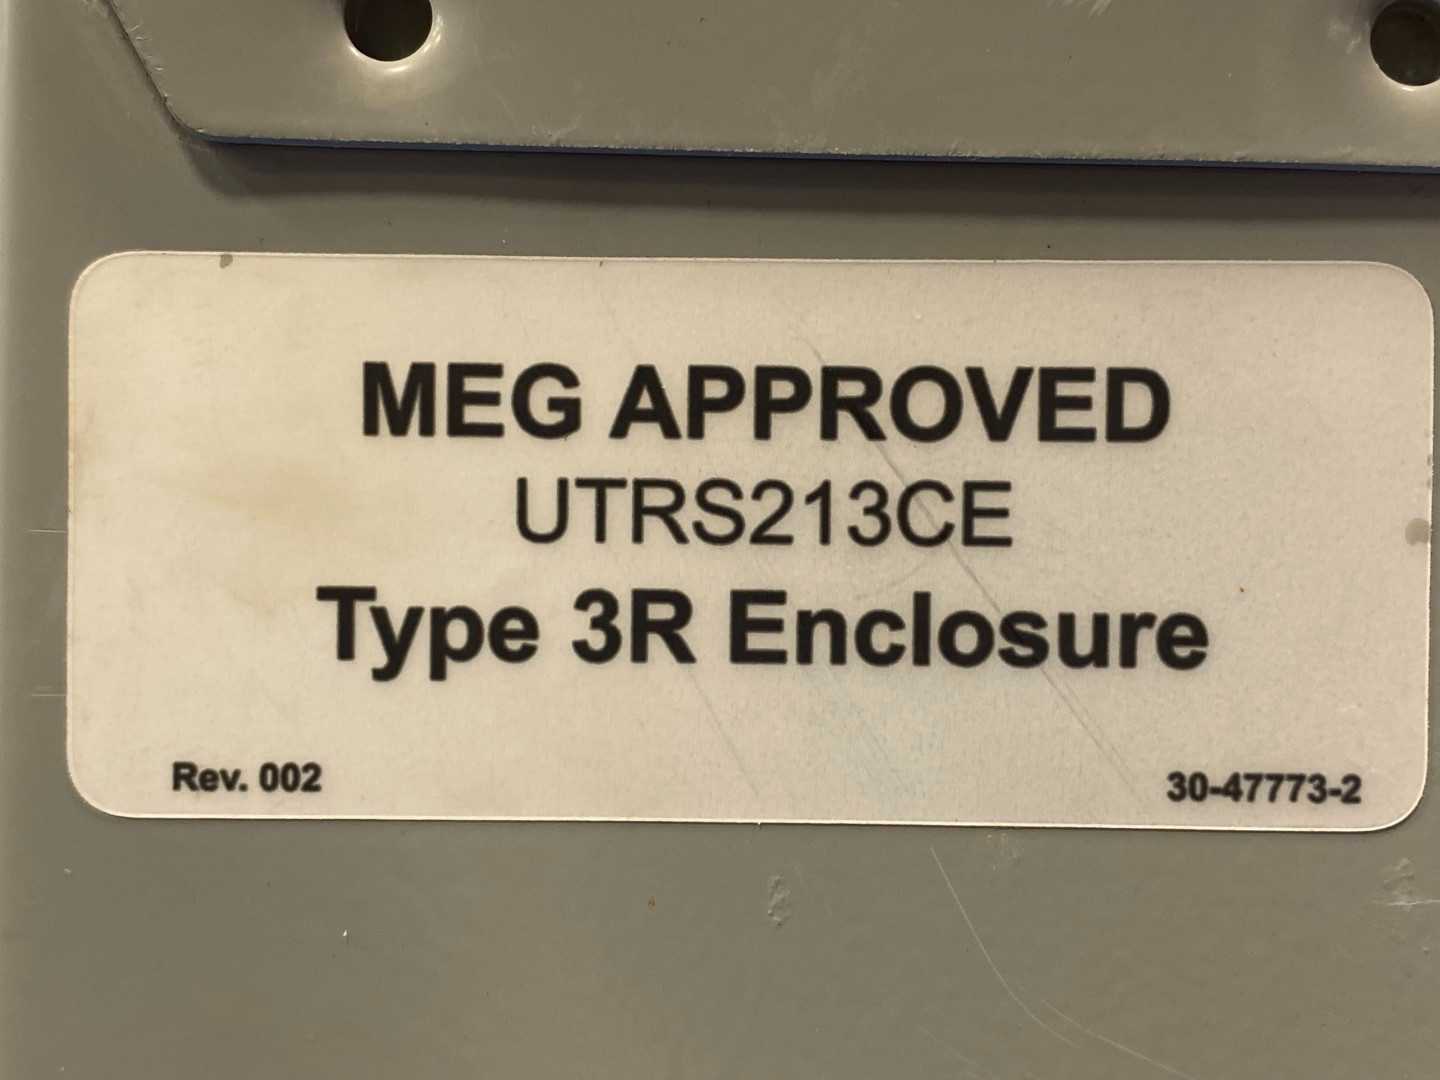 MEG APPROVED
UTRS213CE
Type 3R Enclosure
Rev. 002
30-47773-2